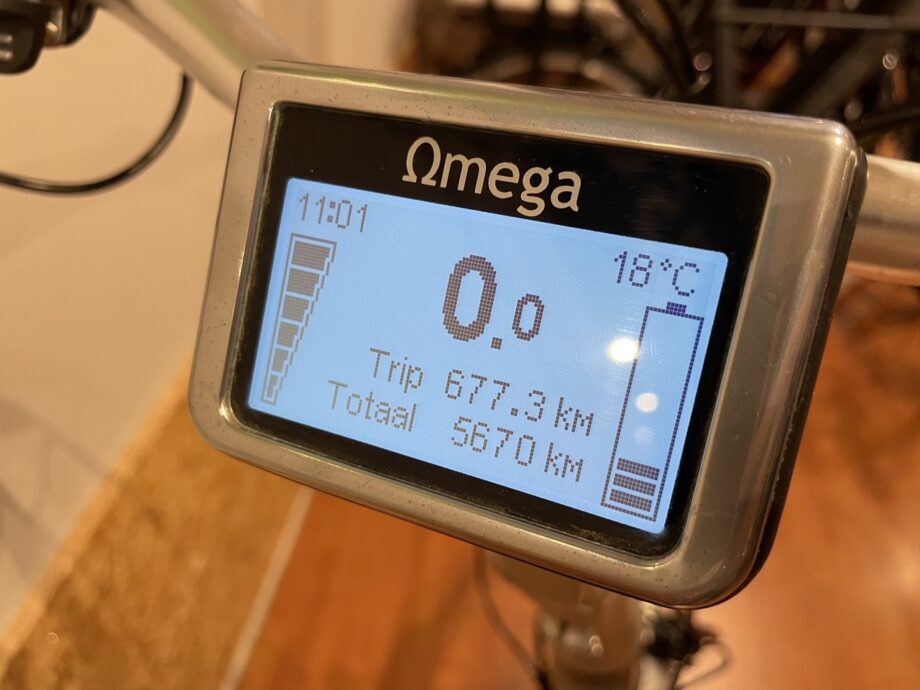 Ωmega
11:01
18°C
0.0
Trip 677.3 km
Totaal 5670 km